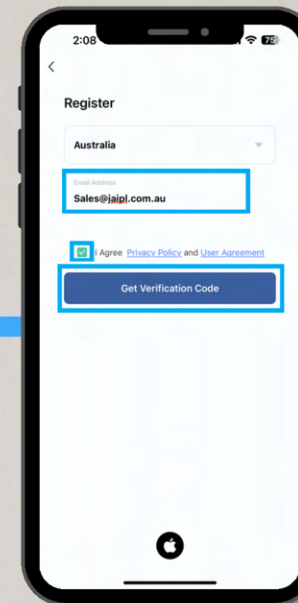 2:08
75
Register
Australia
Email Address
Sales@jaipl.com.au
I Agree Privacy Policy and User Agreement
Get Verification Code